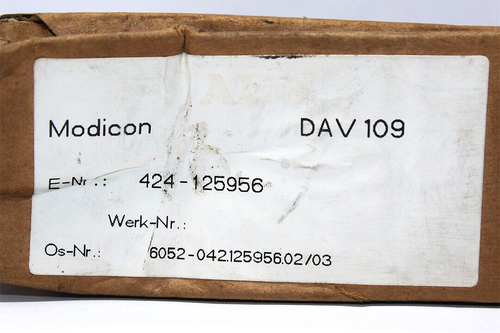 Modicon DAV 109
E-Nr.: 424-125956
Werk-Nr.:
Os-Nr.: 6052-042.125956.02/03